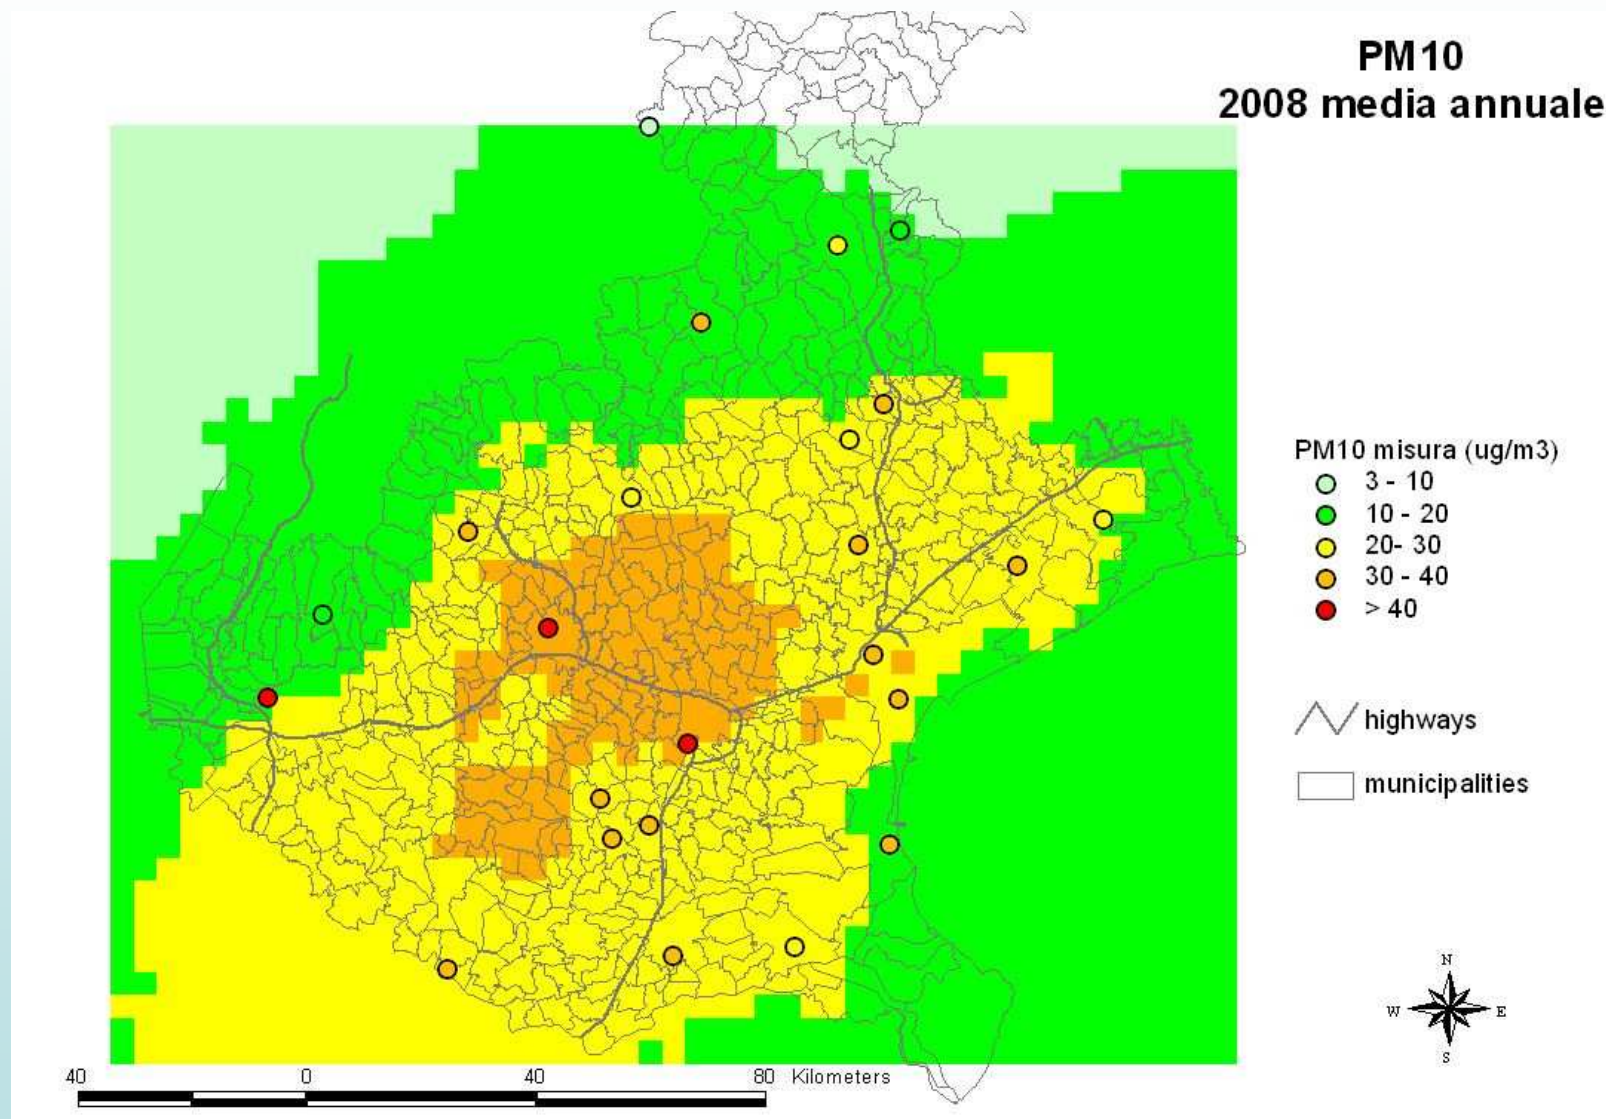 PM10
2008 media annuale
PM10 misura (ug/m3)
3 - 10
10 - 20
20- 30
30 - 40
> 40
highways
municipalities
N
W E
S
40 0 40 80 Kilometers